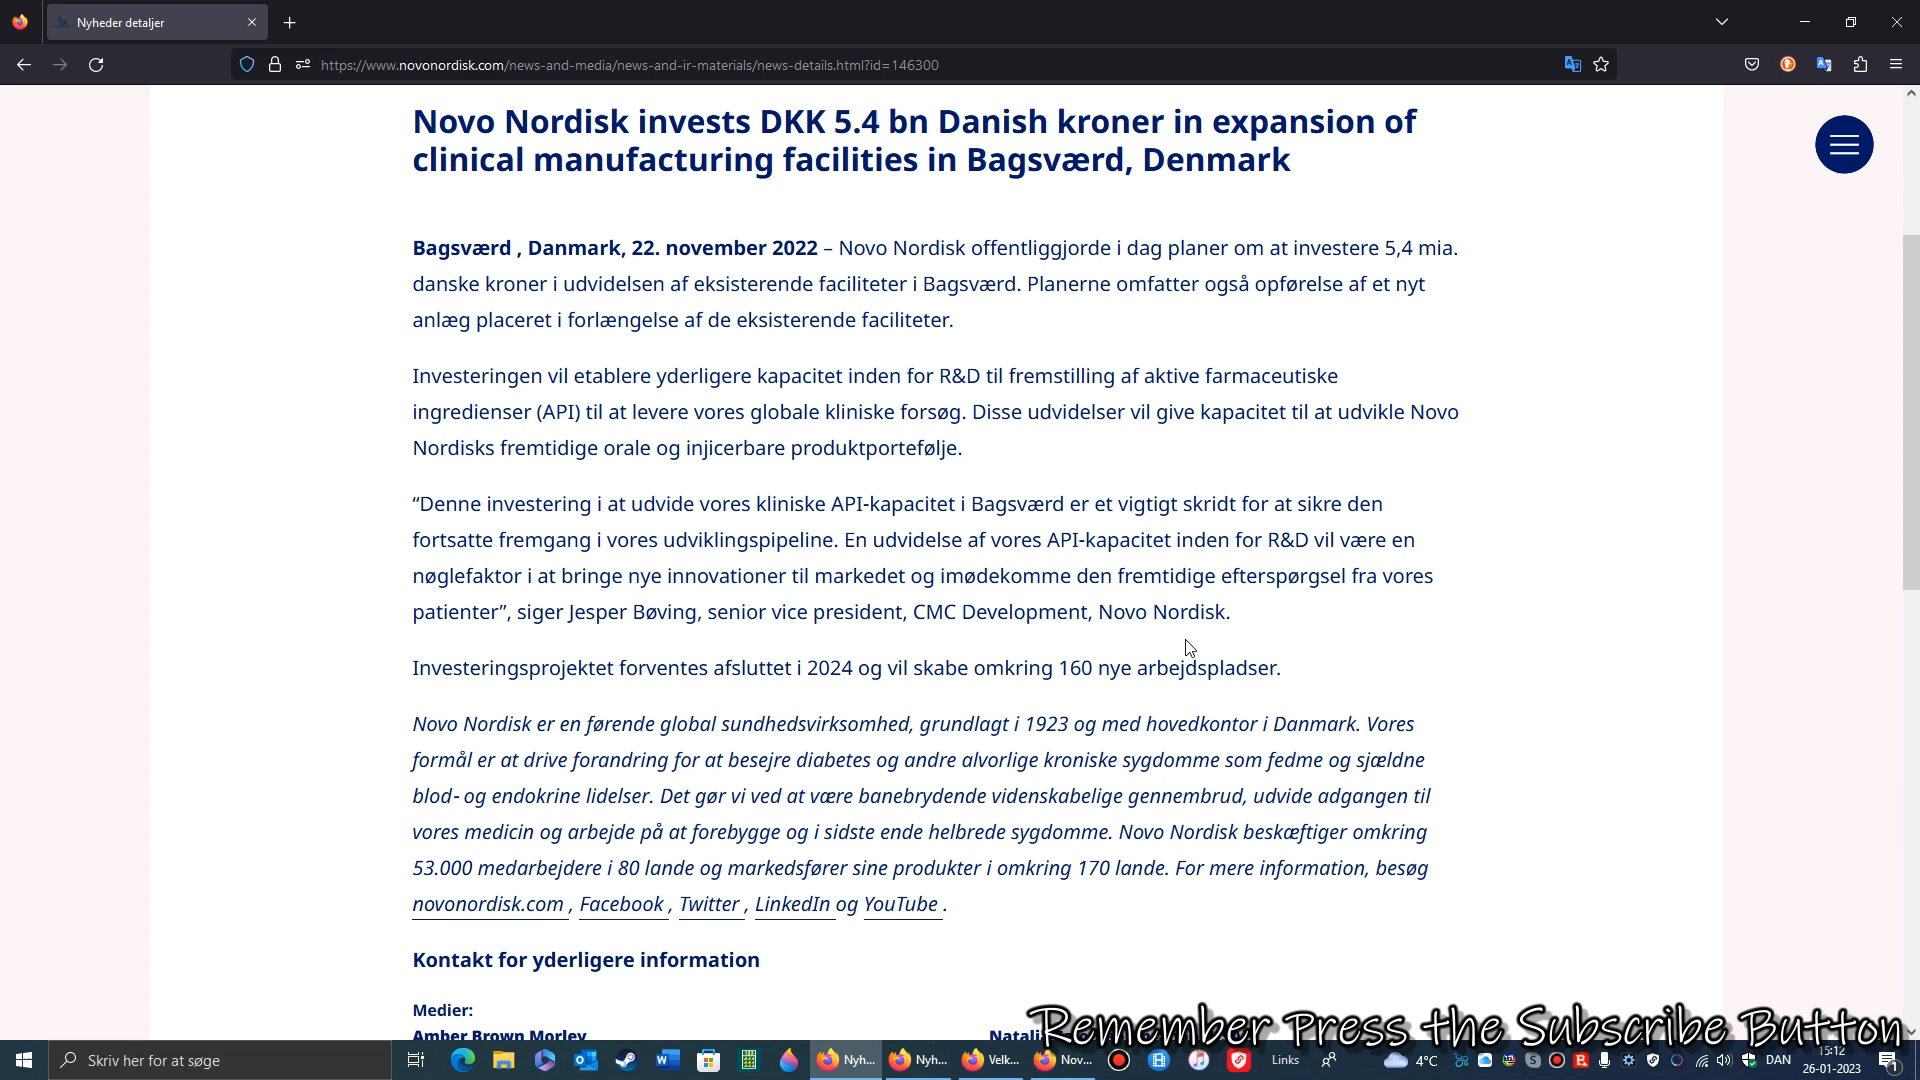 Nyheder detaljer
https://www.novonordisk.com/news-and-media/news-and-ir-materials/news-details.html?id=146300
Novo Nordisk invests DKK 5.4 bn Danish kroner in expansion of
clinical manufacturing facilities in Bagsværd, Denmark
Bagsværd , Danmark, 22. november 2022 – Novo Nordisk offentliggjorde i dag planer om at investere 5,4 mia.
danske kroner i udvidelsen af eksisterende faciliteter i Bagsværd. Planerne omfatter også opførelse af et nyt
anlæg placeret i forlængelse af de eksisterende faciliteter.
Investeringen vil etablere yderligere kapacitet inden for R&D til fremstilling af aktive farmaceutiske
ingredienser (API) til at levere vores globale kliniske forsøg. Disse udvidelser vil give kapacitet til at udvikle Novo
Nordisks fremtidige orale og injicerbare produktportefølje.
“Denne investering i at udvide vores kliniske API-kapacitet i Bagsværd er et vigtigt skridt for at sikre den
fortsatte fremgang i vores udviklingspipeline. En udvidelse af vores API-kapacitet inden for R&D vil være en
nøglefaktor i at bringe nye innovationer til markedet og imødekomme den fremtidige efterspørgsel fra vores
patienter”, siger Jesper Bøving, senior vice president, CMC Development, Novo Nordisk.
Investeringsprojektet forventes afsluttet i 2024 og vil skabe omkring 160 nye arbejdspladser.
Novo Nordisk er en førende global sundhedsvirksomhed, grundlagt i 1923 og med hovedkontor i Danmark. Vores
formål er at drive forandring for at besejre diabetes og andre alvorlige kroniske sygdomme som fedme og sjældne
blod- og endokrine lidelser. Det gør vi ved at være banebrydende videnskabelige gennembrud, udvide adgangen til
vores medicin og arbejde på at forebygge og i sidste ende helbrede sygdomme. Novo Nordisk beskæftiger omkring
53.000 medarbejdere i 80 lande og markedsfører sine produkter i omkring 170 lande. For mere information, besøg
novonordisk.com , Facebook , Twitter , LinkedIn og YouTube .
Kontakt for yderligere information
Medier:
Amber Brown Morley
Remember Press the Subscribe Button
Skriv her for at søge
Nyh...
Nyh...
Velk...
Nov...
Links
4°C
DAN
15:12
26-01-2023